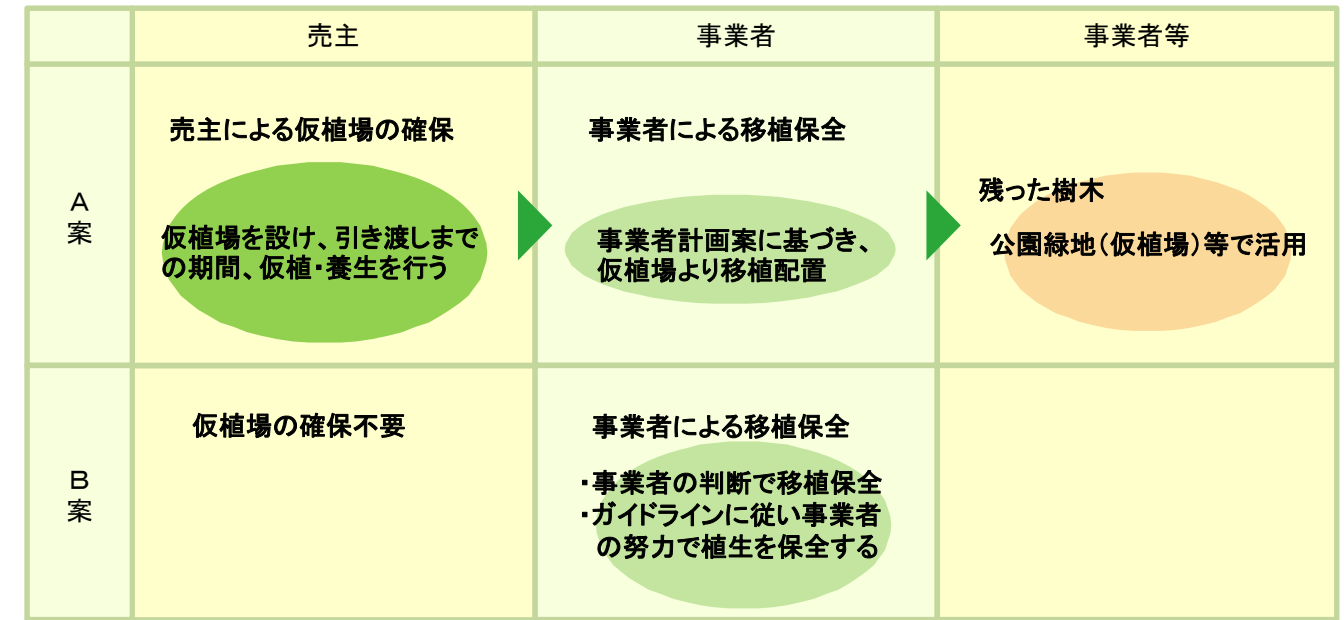 売主
事業者
事業者等
A
案
売主による仮植場の確保
仮植場を設け、引き渡しまで
の期間、仮植・養生を行う
事業者による移植保全
事業者計画案に基づき、
仮植場より移植配置
残った樹木
公園緑地(仮植場)等で活用
B
案
仮植場の確保不要
事業者による移植保全
・事業者の判断で移植保全
・ガイドラインに従い事業者
の努力で植生を保全する